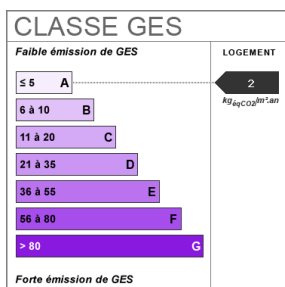 CLASSE GES
Faible émission de GES
LOGEMENT
≤ 5 A
2
kgéqCO2/m².an
6 à 10 B
11 à 20 C
21 à 35 D
36 à 55 E
56 à 80 F
> 80 G
Forte émission de GES